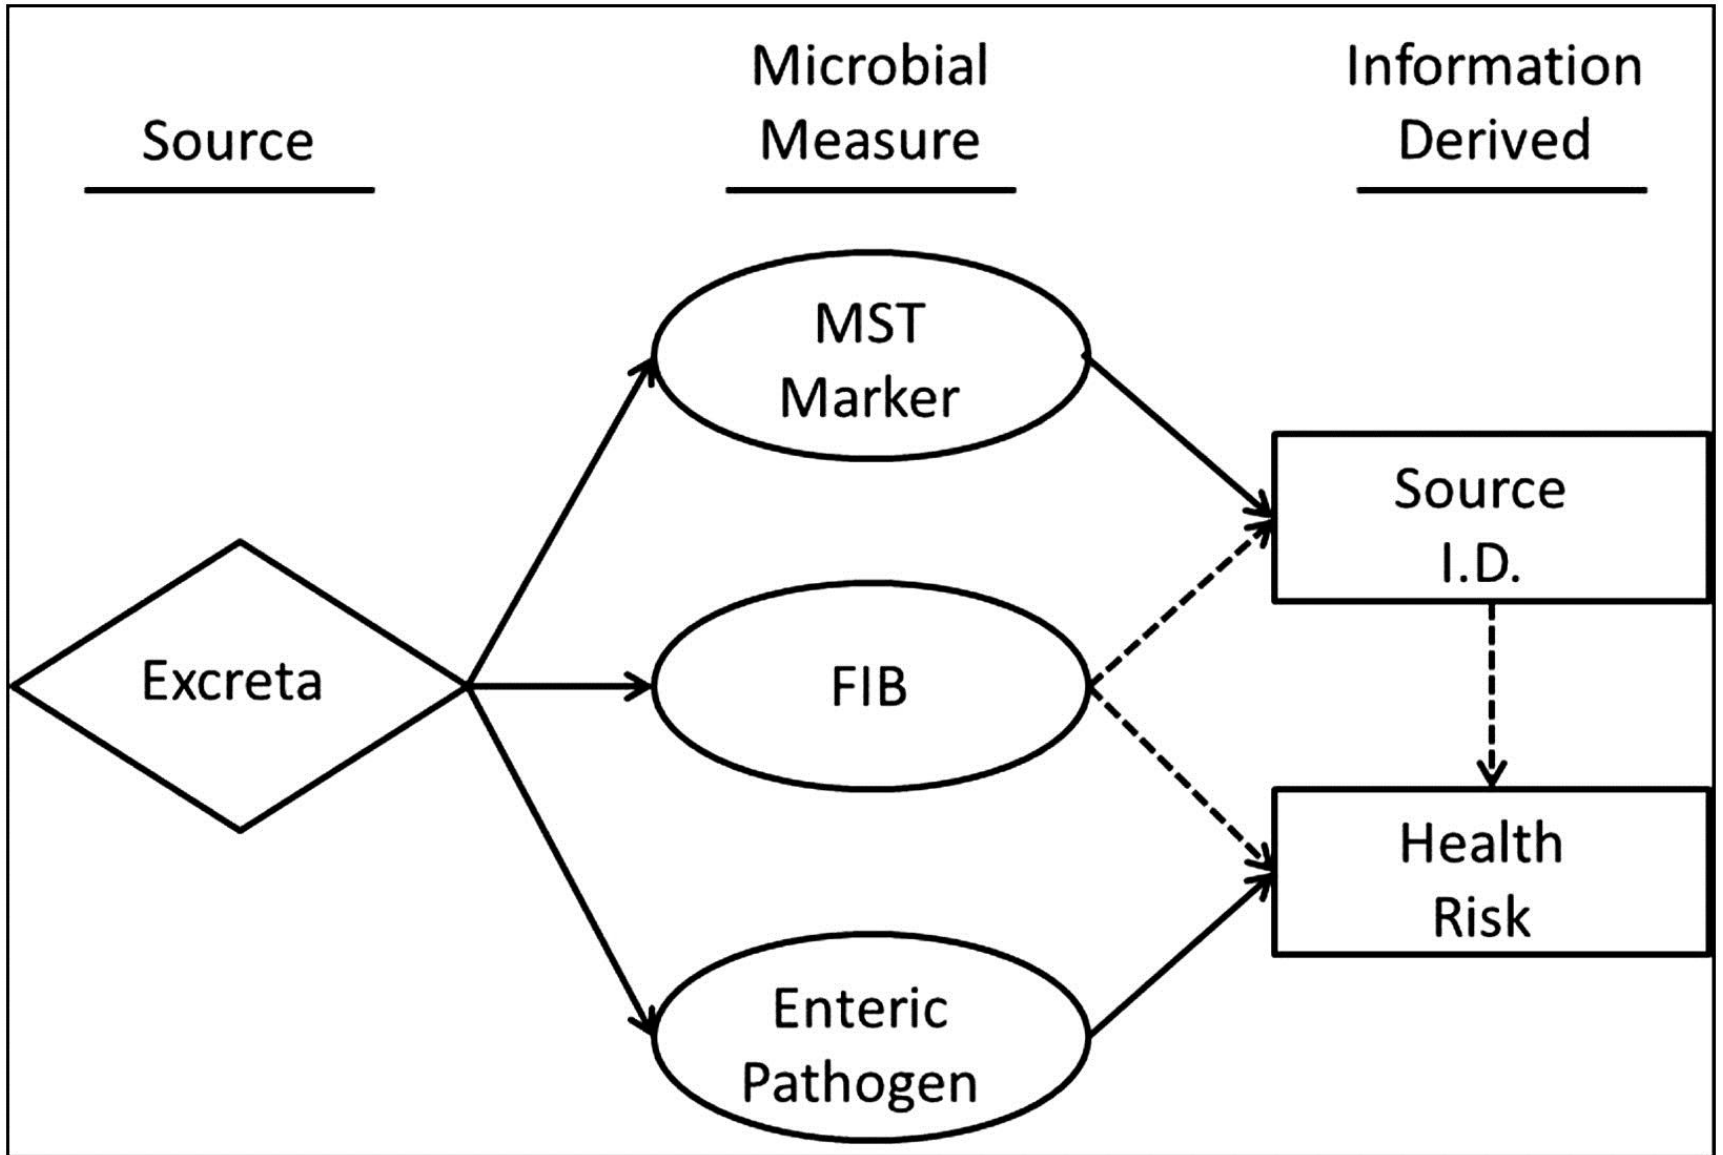 Source
Microbial
Measure
Information
Derived
MST
Marker
Source
I.D.
Excreta
FIB
Health
Risk
Enteric
Pathogen